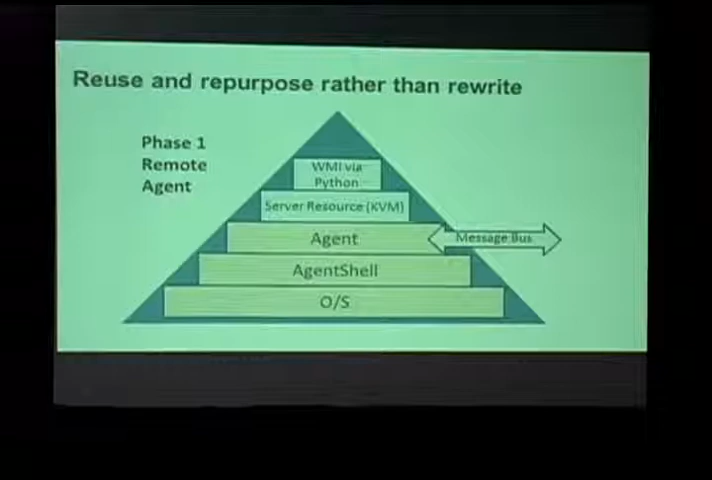 Reuse and repurpose rather than rewrite
Phase 1
Remote
Agent
WMI via
Python
Server Resource (KVM)
Agent
Message Bus
AgentShell
O/S